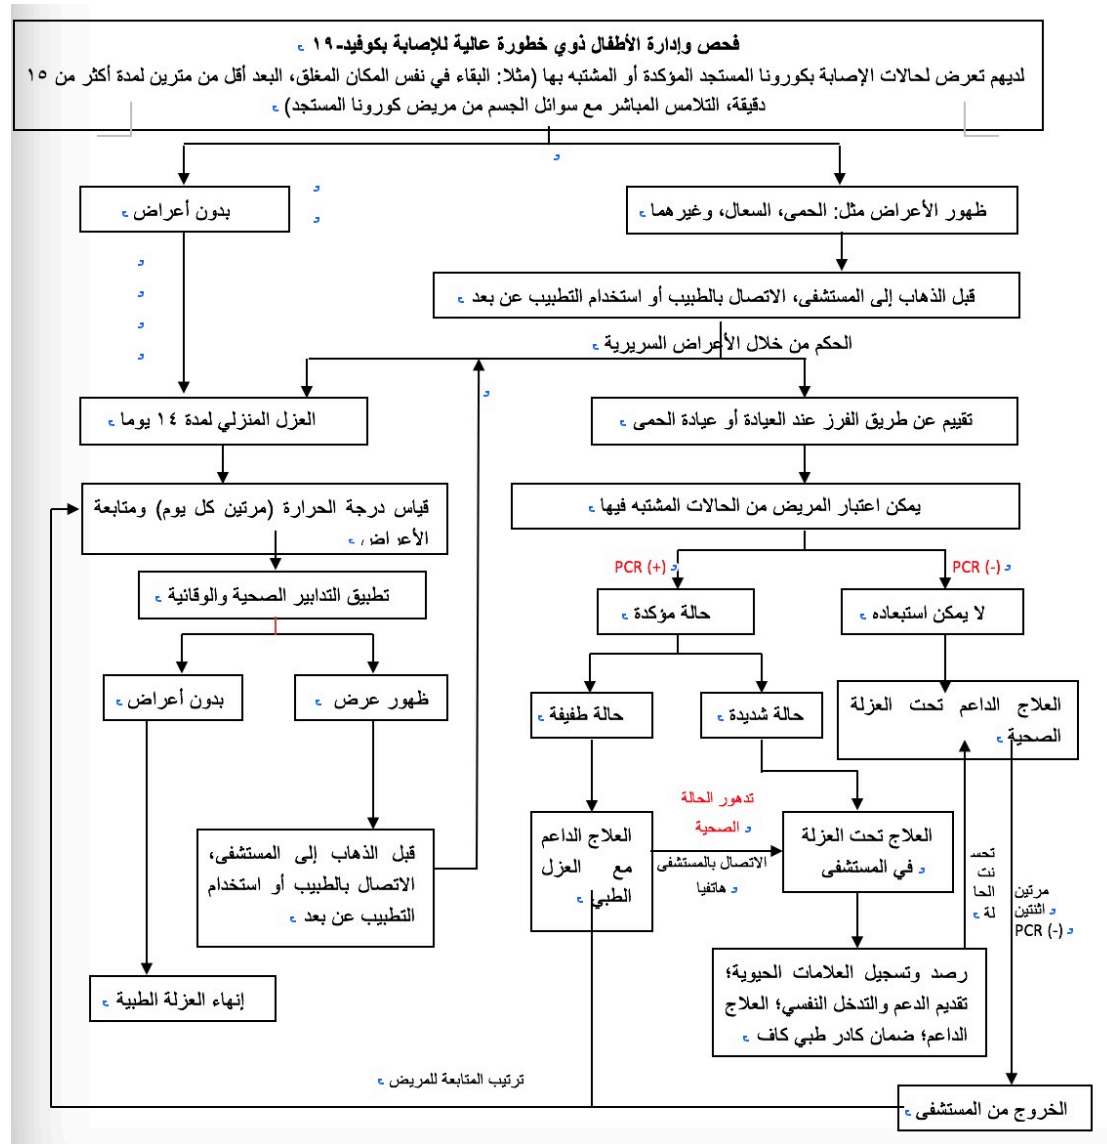 فحص وإدارة الأطفال ذوي خطورة عالية للإصابة بكوفيد-١٩
لديهم تعرض لحالات الإصابة بكورونا المستجد المؤكدة أو المشتبه بها (مثلا: البقاء في نفس المكان المغلق، البعد أقل من مترين لمدة أكثر من ١٥
دقيقة، التلامس المباشر مع سوائل الجسم من مريض كورونا المستجد)
ظهور الأعراض مثل: الحمى، السعال، وغيرهما
بدون أعراض
قبل الذهاب إلى المستشفى، الاتصال بالطبيب أو استخدام التطبيب عن بعد
الحكم من خلال الأعراض السريرية
تقييم عن طريق الفرز عند العيادة أو عيادة الحمى
العزل المنزلي لمدة ١٤ يوما
يمكن اعتبار المريض من الحالات المشتبه فيها
قياس درجة الحرارة (مرتين كل يوم) ومتابعة
الأعراض
PCR (-)
PCR (+)
تطبيق التدابير الصحية والوقائية
لا يمكن استبعاده
حالة مؤكدة
العلاج الداعم تحت العزلة
الصحية
حالة شديدة
حالة طفيفة
ظهور عرض
بدون أعراض
تدهور الحالة
الصحية
الاتصال بالمستشفى
هاتفيا
العلاج تحت العزلة
في المستشفى
العلاج الداعم
مع العزل
الطبي
قبل الذهاب إلى المستشفى،
الاتصال بالطبيب أو استخدام
التطبيب عن بعد
تحس
نت
الحا
لة
مرتين
اثنتين
PCR (-)
رصد وتسجيل العلامات الحيوية؛
تقديم الدعم والتدخل النفسي؛ العلاج
الداعم؛ ضمان كادر طبي كاف
إنهاء العزلة الطبية
ترتيب المتابعة للمريض
الخروج من المستشفى